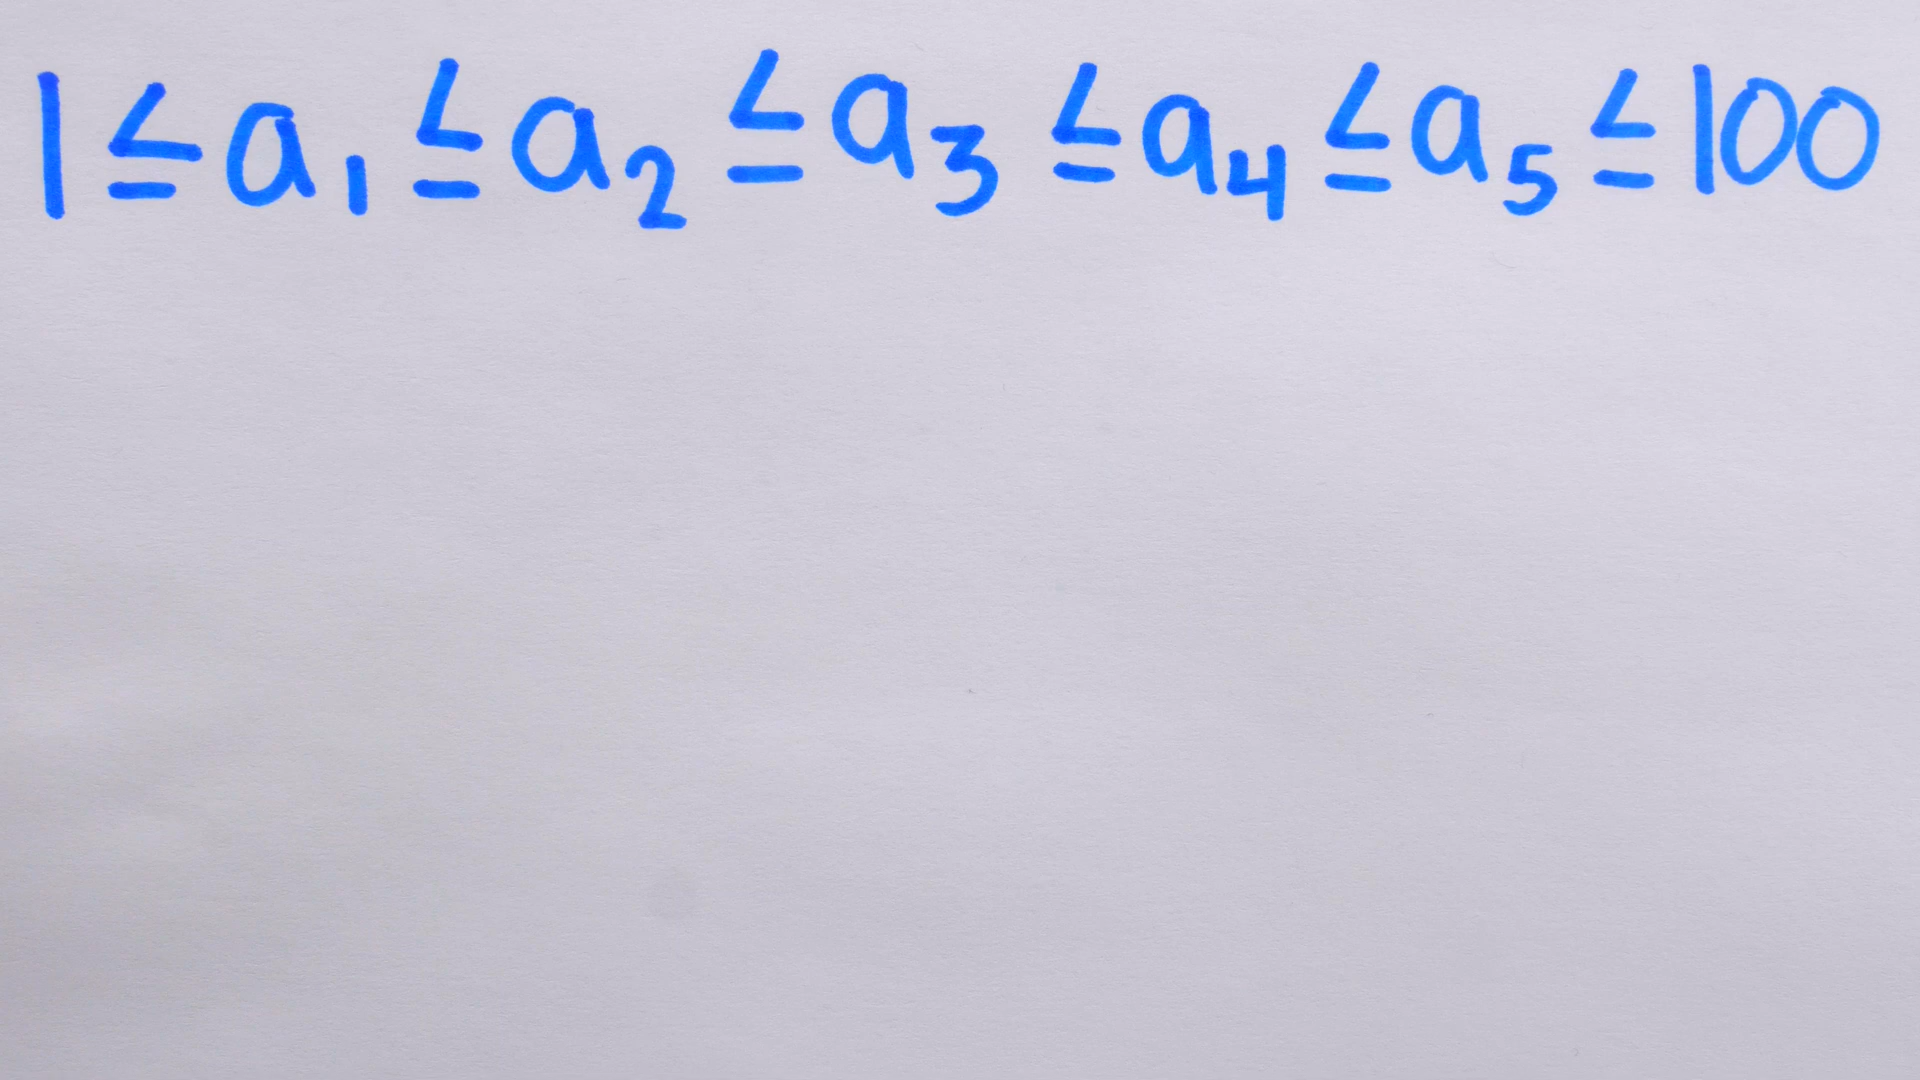 1 ≤ a₁ ≤ a₂ ≤ a₃ ≤ a₄ ≤ a₅ ≤ 100